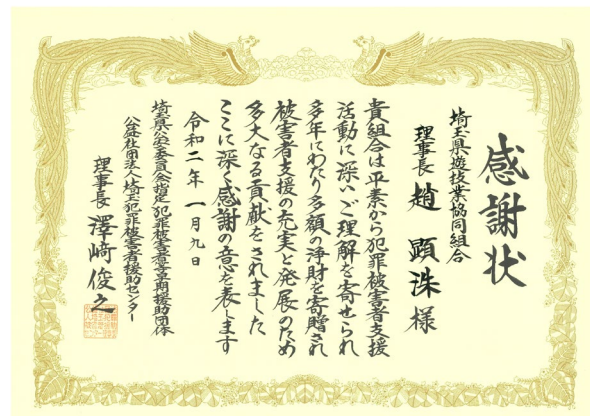 感謝状
埼玉県遊技業協同組合
理事長 趙顕洙様
貴組合は平素から犯罪被害者支援
活動に深いご理解を寄せられ
多年にわたり多額の浄財を寄贈され
被害者支援の充実と発展のため
多大なる貢献をされました
ここに深く感謝の意を表します
令和二年一月九日
埼玉県公安委員会指定犯罪被害者等早期援助団体
公益社団法人埼玉犯罪被害者援助センター
理事長 澤﨑俊之